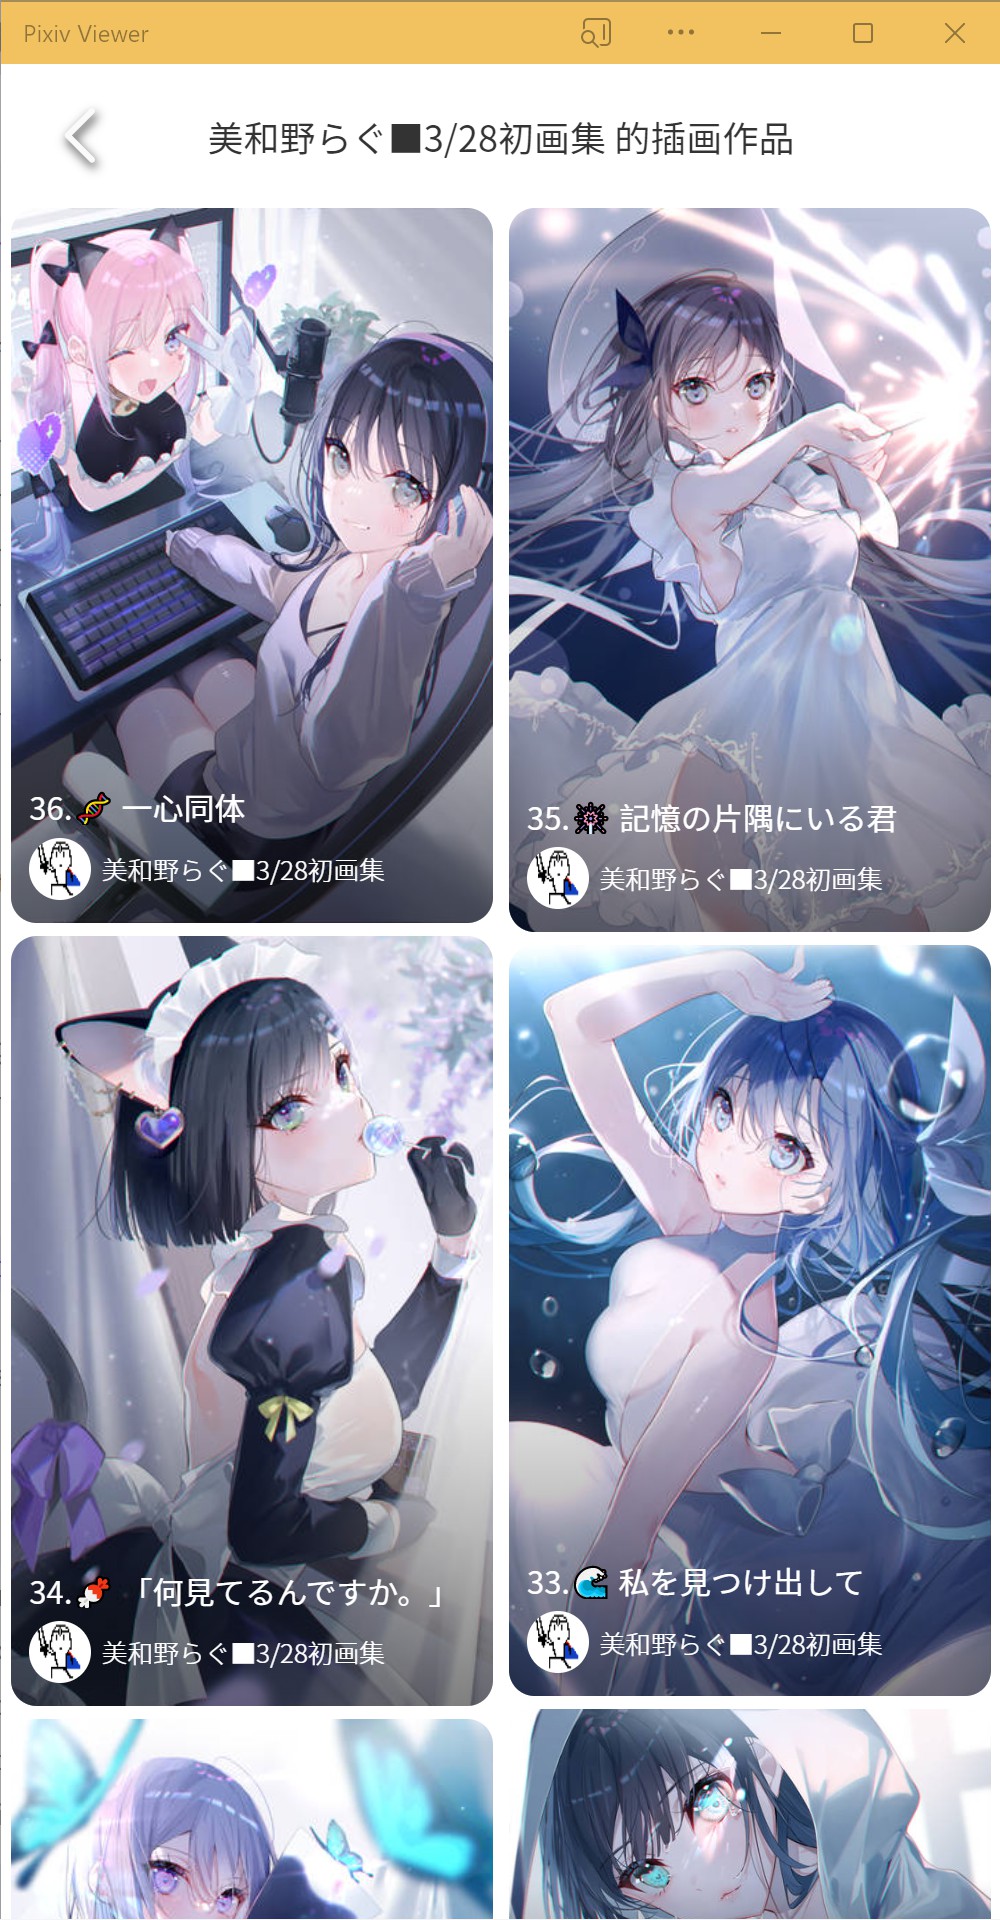 Pixiv Viewer
美和野らぐ■3/28初画集 的插画作品
36.🧬 一心同体
美和野らぐ■3/28初画集
35.🎆 記憶の片隅にいる君
美和野らぐ■3/28初画集
34.🍬 「何見てるんですか。」
美和野らぐ■3/28初画集
33.🌊 私を見つけ出して
美和野らぐ■3/28初画集